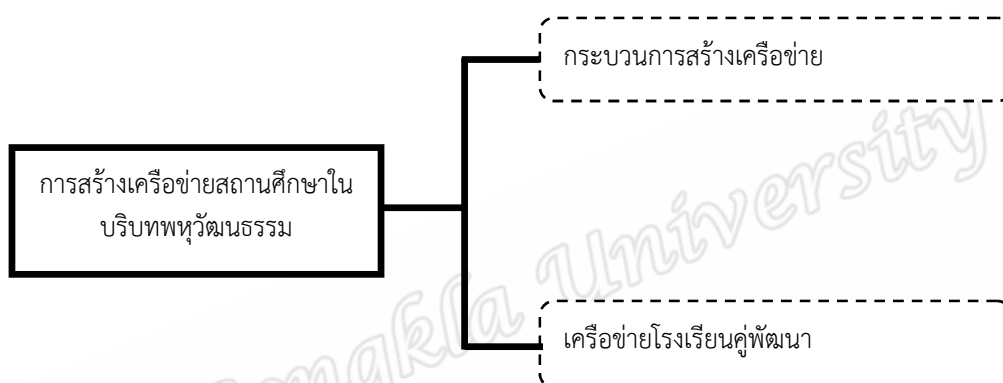 กระบวนการสร้างเครือข่าย
การสร้างเครือข่ายสถานศึกษาใน
บริบทพหุวัฒนธรรม
เครือข่ายโรงเรียนคู่พัฒนา
ongkla University